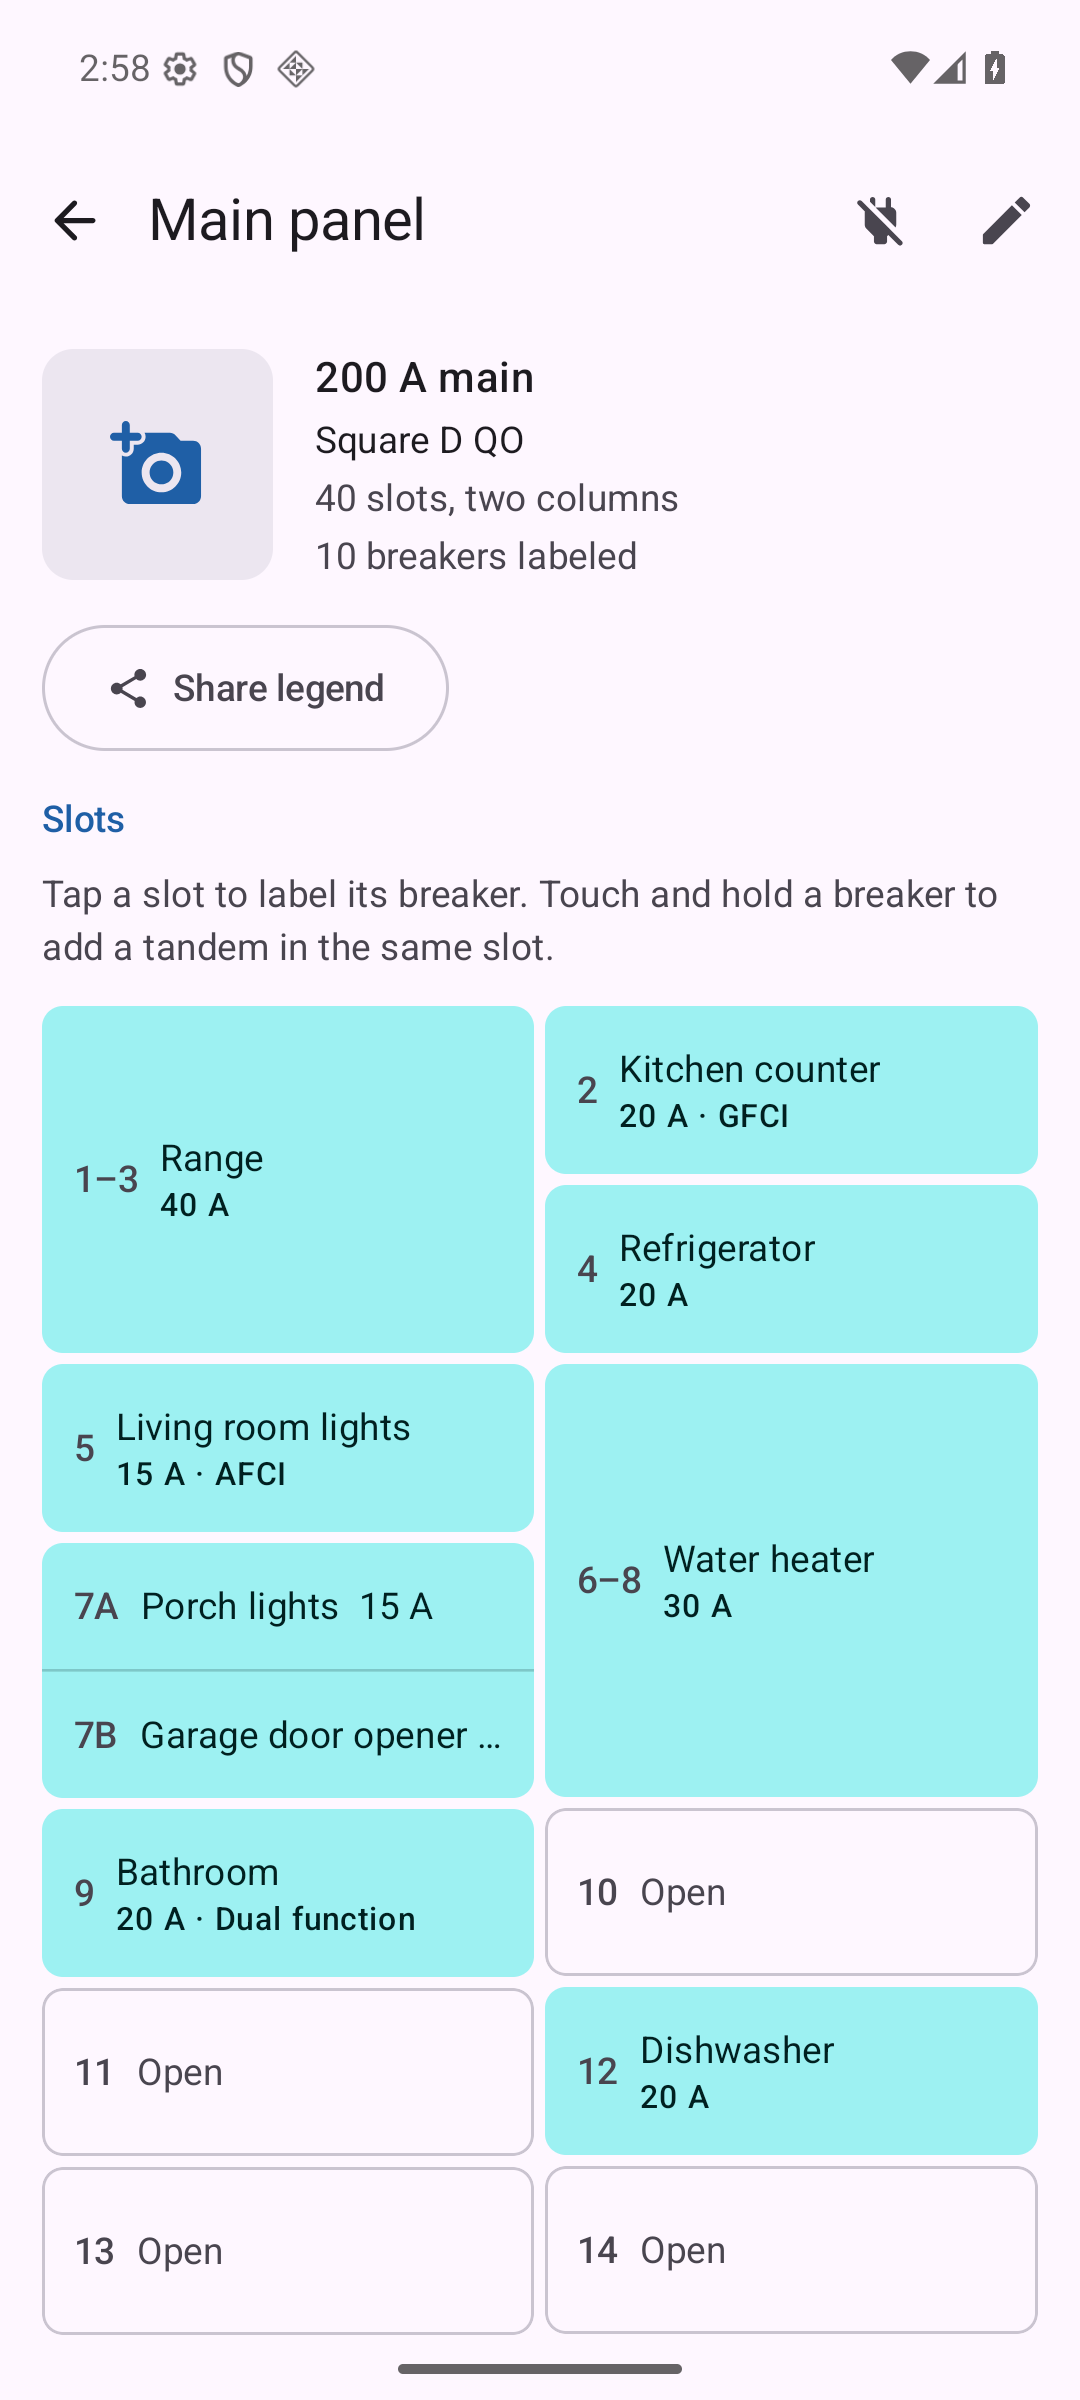 2:58
Main panel
200 A main
Square D QO
40 slots, two columns
10 breakers labeled
Share legend
Slots
Tap a slot to label its breaker. Touch and hold a breaker to
add a tandem in the same slot.
1–3 Range
40 A
2 Kitchen counter
20 A · GFCI
4 Refrigerator
20 A
5 Living room lights
15 A · AFCI
6–8 Water heater
30 A
7A Porch lights 15 A
7B Garage door opener ...
9 Bathroom
20 A · Dual function
10 Open
11 Open
12 Dishwasher
20 A
13 Open
14 Open